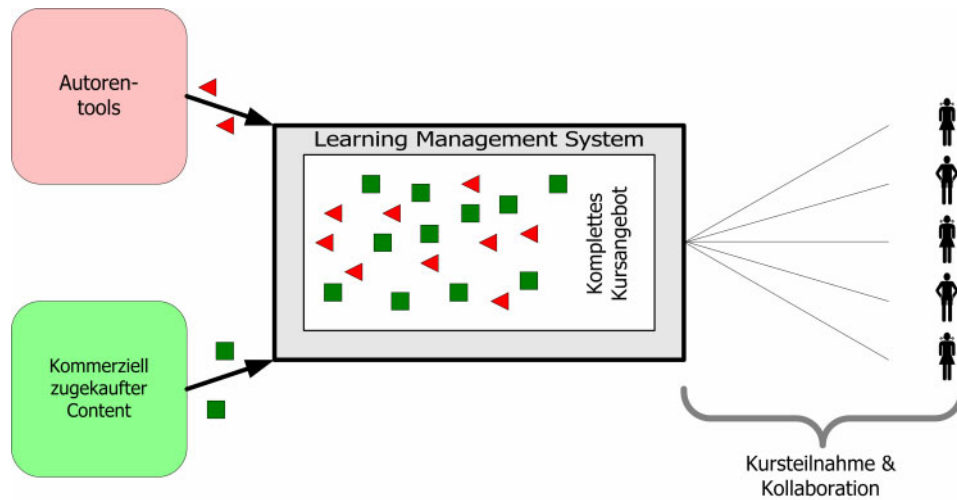 Autoren-
tools
Learning Management System
Komplettes
Kursangebot
Kommerziell
zugekaufter
Content
Kursteilnahme &
Kollaboration